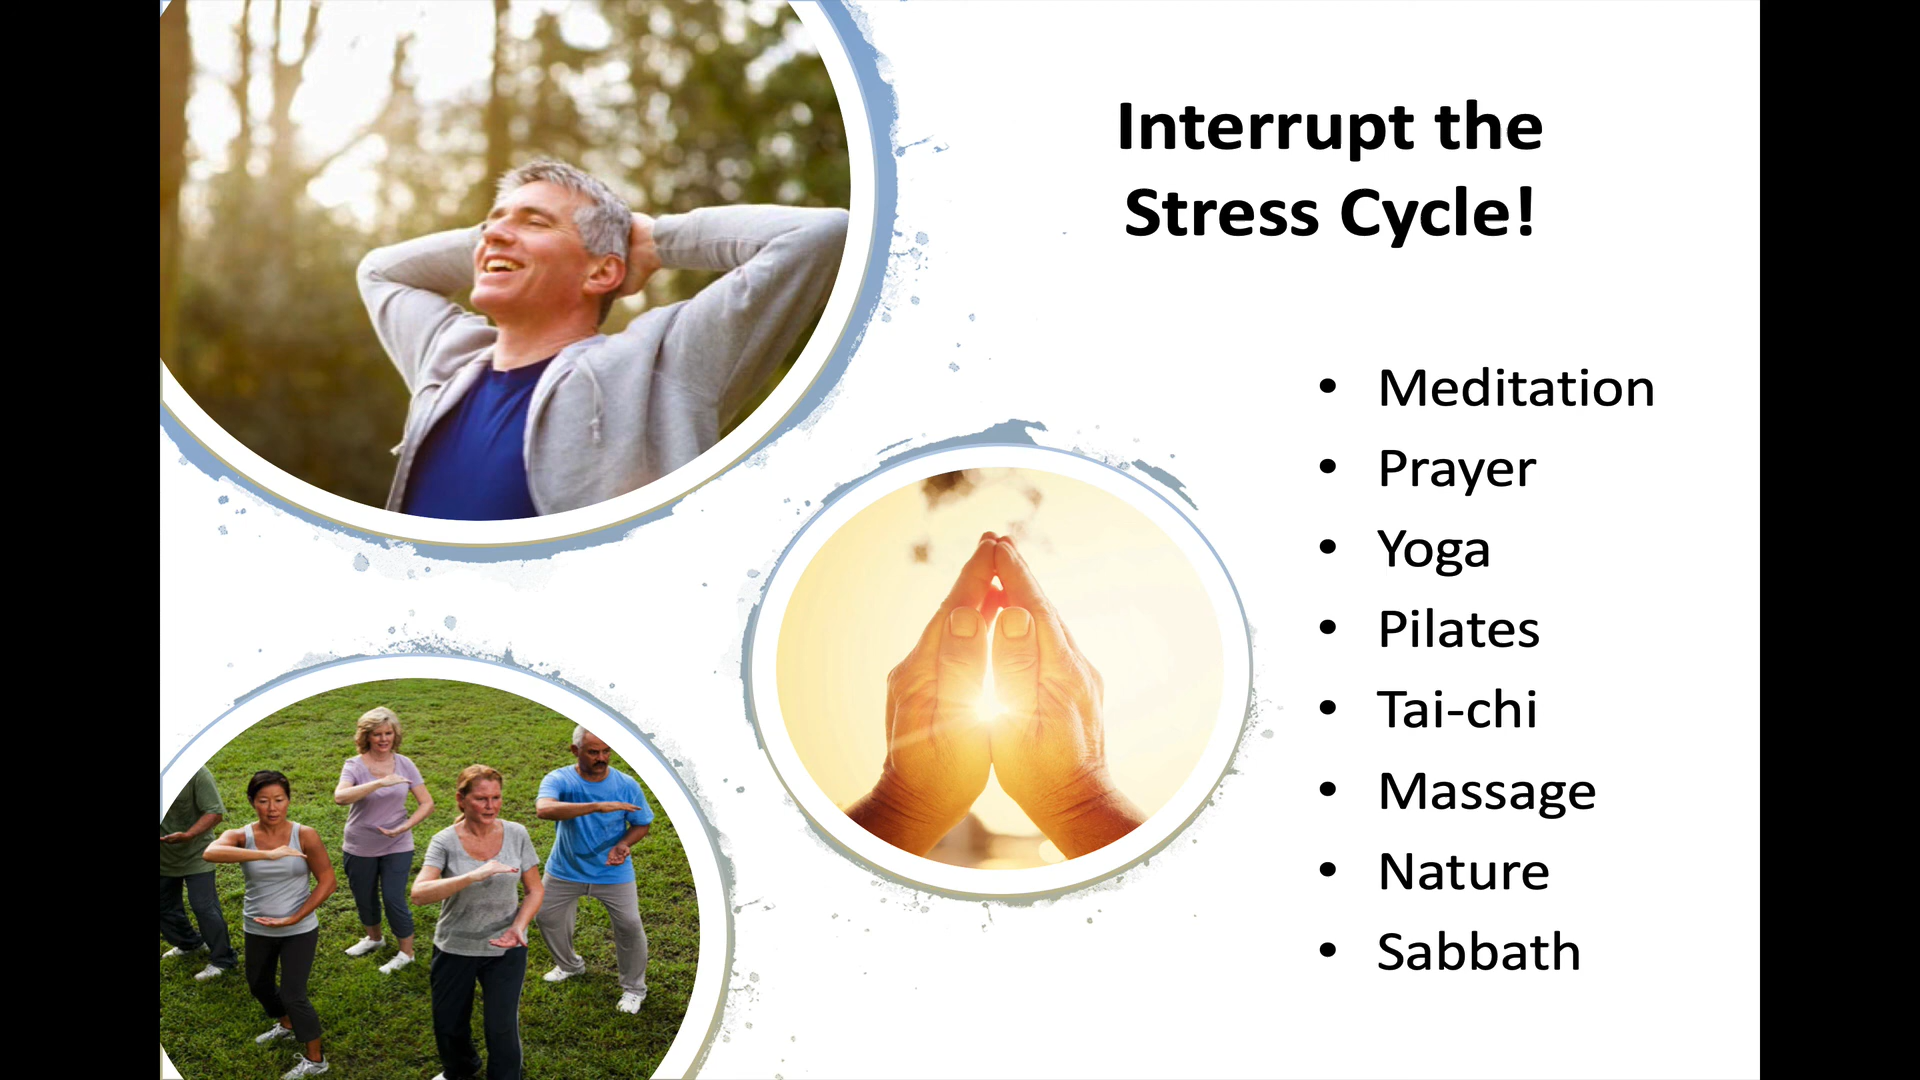 Interrupt the
Stress Cycle!
• Meditation
• Prayer
• Yoga
• Pilates
• Tai-chi
• Massage
• Nature
• Sabbath